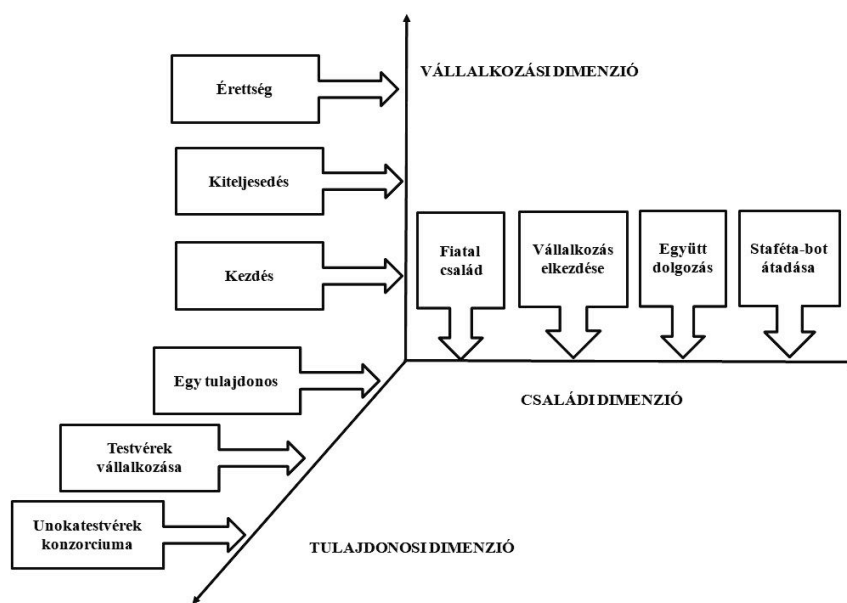 VÁLLALKOZÁSI DIMENZIÓ
Érettség
Kiteljesedés
Kezdés
Fiatal
család
Vállalkozás
elkezdése
Együtt
dolgozás
Staféta-bot
átadása
CSALÁDI DIMENZIÓ
Egy tulajdonos
Testvérek
vállalkozása
Unokatestvérek
konzorciuma
TULAJDONOSI DIMENZIÓ